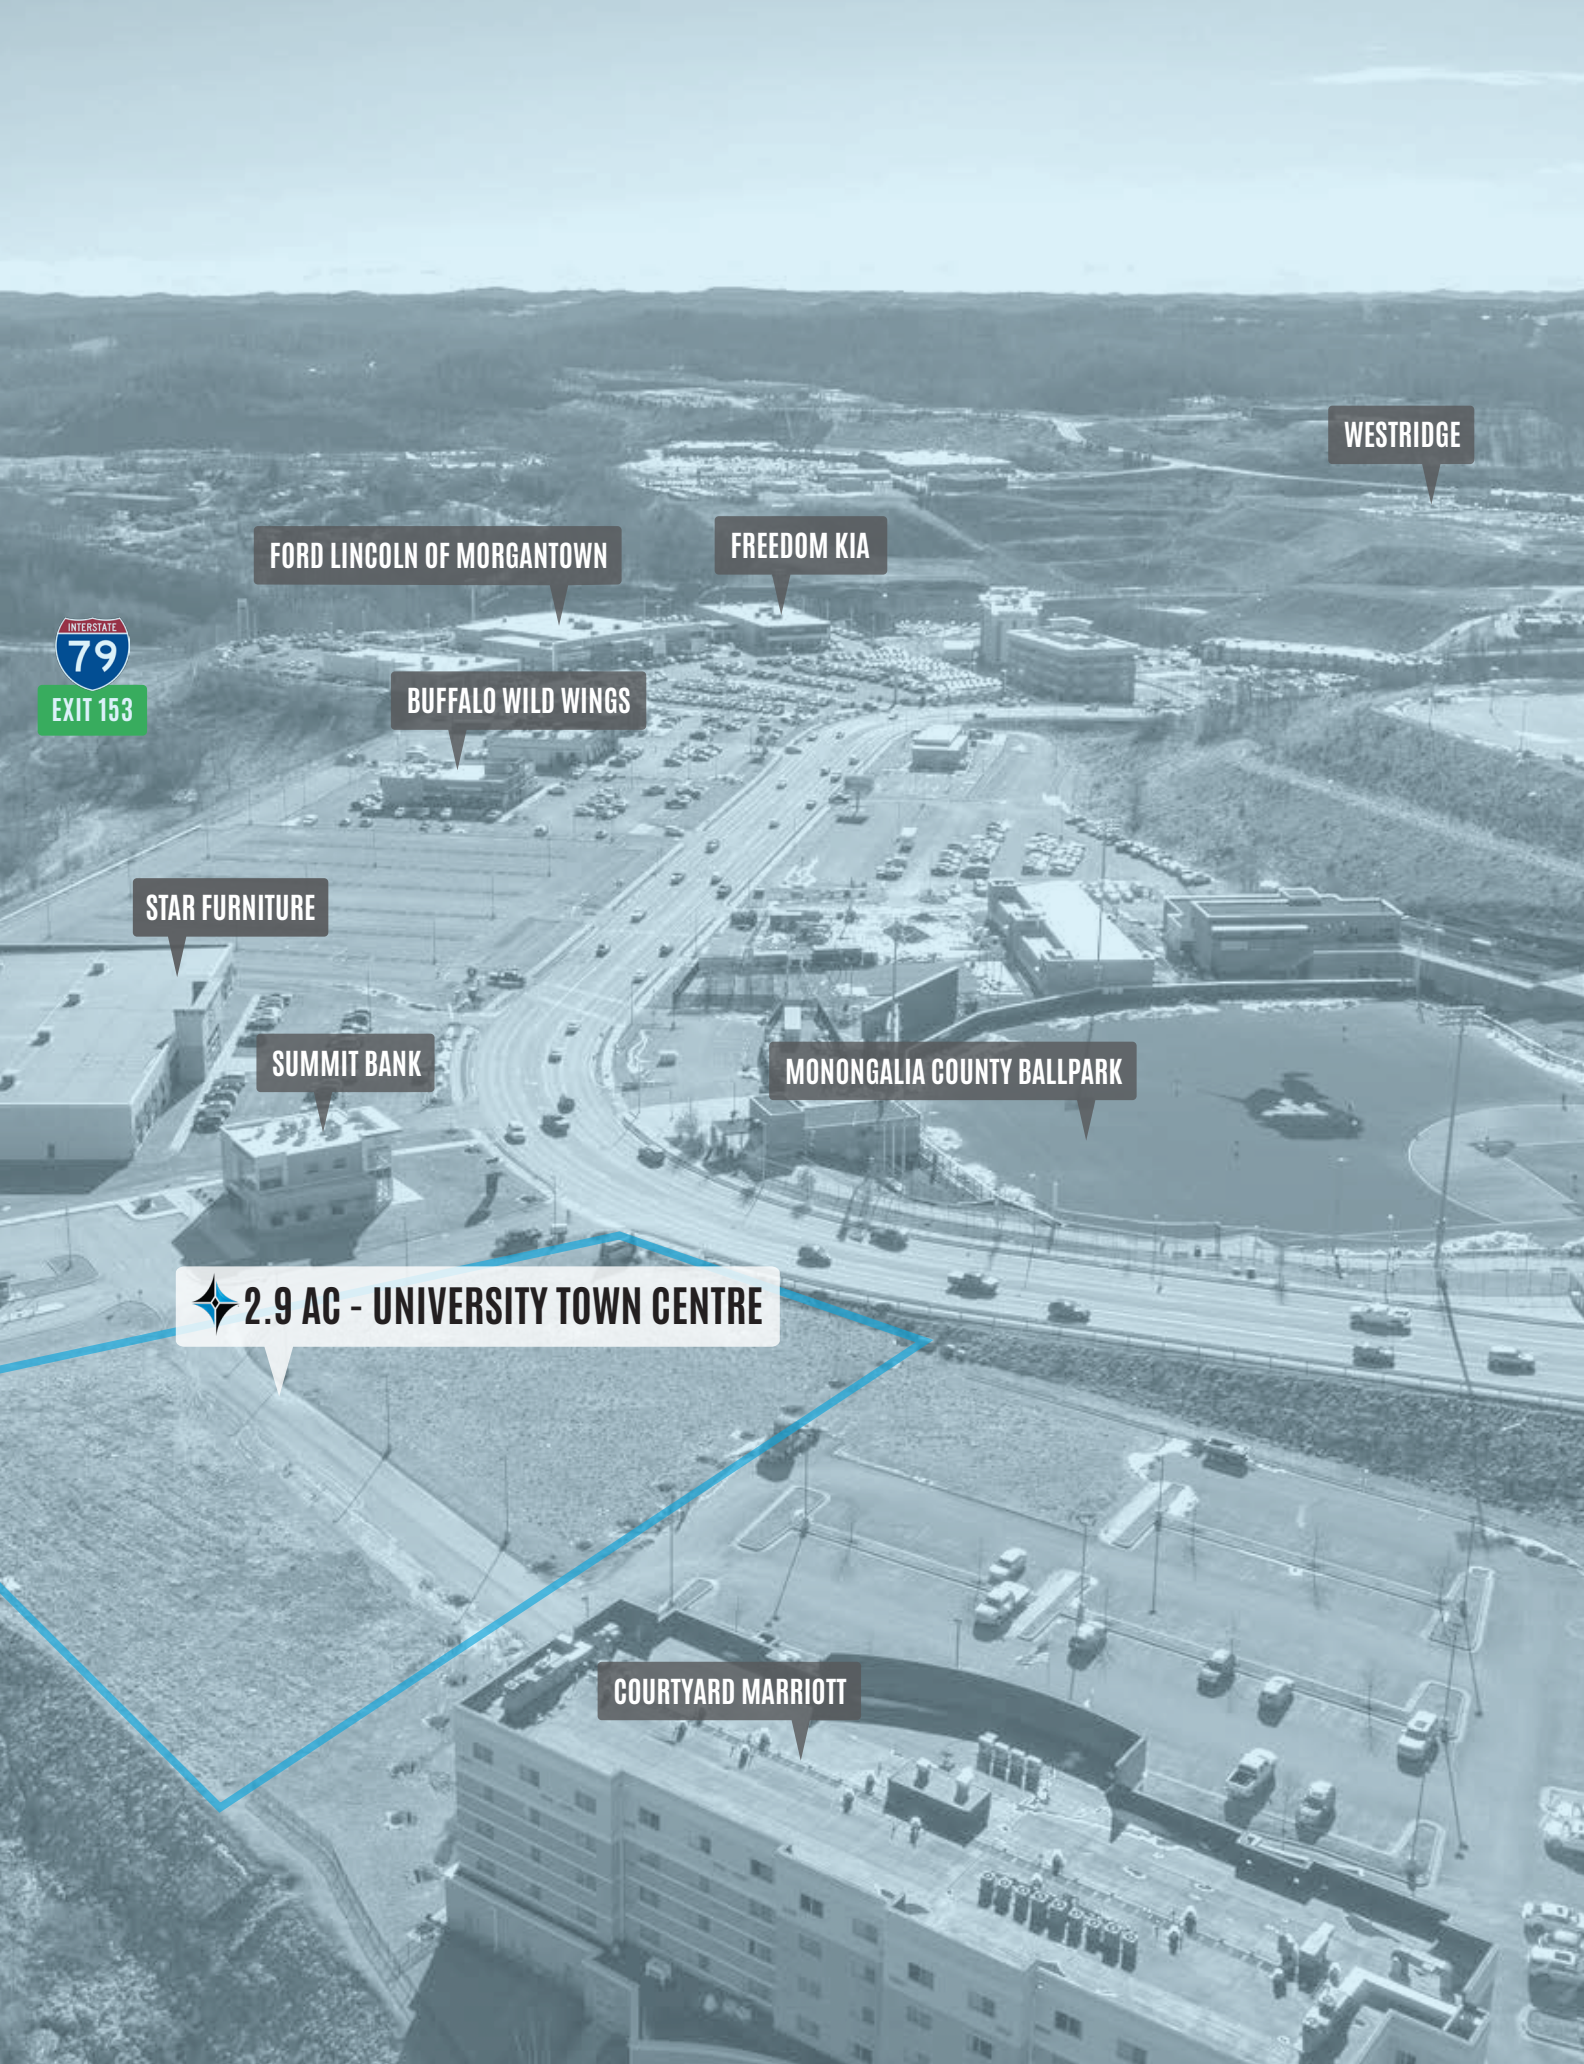 WESTRIDGE
FORD LINCOLN OF MORGANTOWN
FREEDOM KIA
INTERSTATE
79
EXIT 153
BUFFALO WILD WINGS
STAR FURNITURE
SUMMIT BANK
MONONGALIA COUNTY BALLPARK
2.9 AC - UNIVERSITY TOWN CENTRE
COURTYARD MARRIOTT